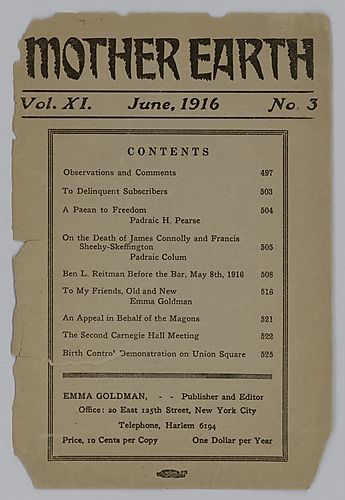 MOTHER EARTH
Vol. XI. June, 1916 No. 3
CONTENTS
Observations and Comments 497
To Delinquent Subscribers 503
A Paean to Freedom 504
Padraic H. Pearse
On the Death of James Connolly and Francis
Sheehy-Skeffington 505
Padraic Colum
Ben L. Reitman Before the Bar, May 8th, 1916 508
To My Friends, Old and New 516
Emma Goldman
An Appeal in Behalf of the Magons 521
The Second Carnegie Hall Meeting 522
Birth Control Demonstration on Union Square 525
EMMA GOLDMAN, - - Publisher and Editor
Office: 20 East 125th Street, New York City
Telephone, Harlem 6194
Price, 10 Cents per Copy One Dollar per Year